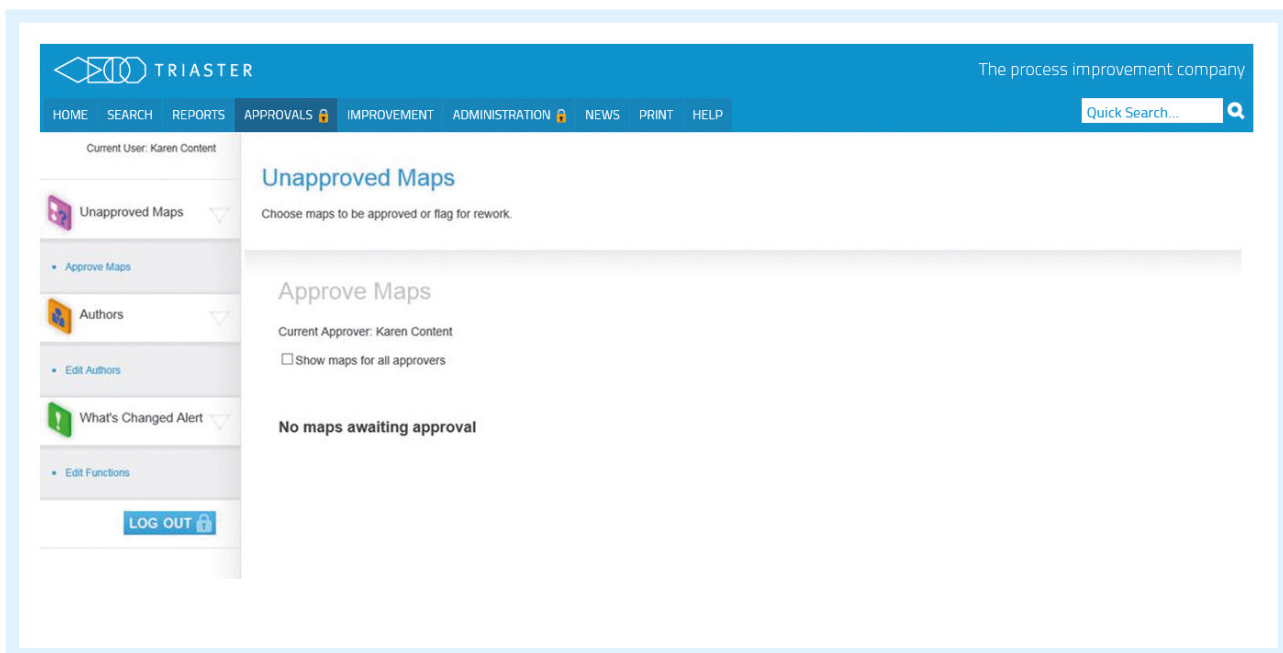 TRIASTER
The process improvement company
HOME SEARCH REPORTS APPROVALS IMPROVEMENT ADMINISTRATION NEWS PRINT HELP
Quick Search...
Current User: Karen Content
Unapproved Maps
Approve Maps
Authors
Edit Authors
What's Changed Alert
Edit Functions
LOG OUT
Unapproved Maps
Choose maps to be approved or flag for rework.
Approve Maps
Current Approver: Karen Content
Show maps for all approvers
No maps awaiting approval